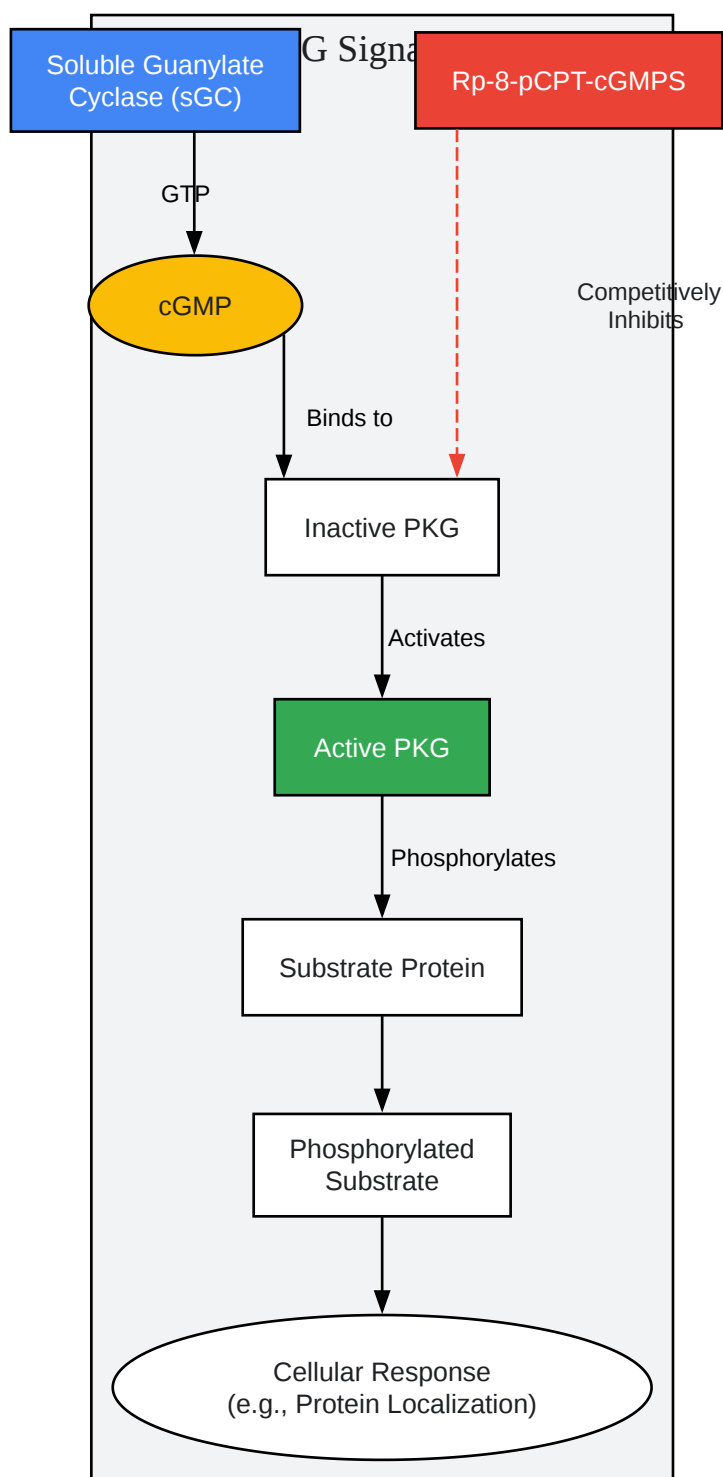 Soluble Guanylate
Cyclase (sGC)
G Signa
Rp-8-pCPT-cGMPS
GTP
cGMP
Competitively
Inhibits
Binds to
Inactive PKG
Activates
Active PKG
Phosphorylates
Substrate Protein
Phosphorylated
Substrate
Cellular Response
(e.g., Protein Localization)